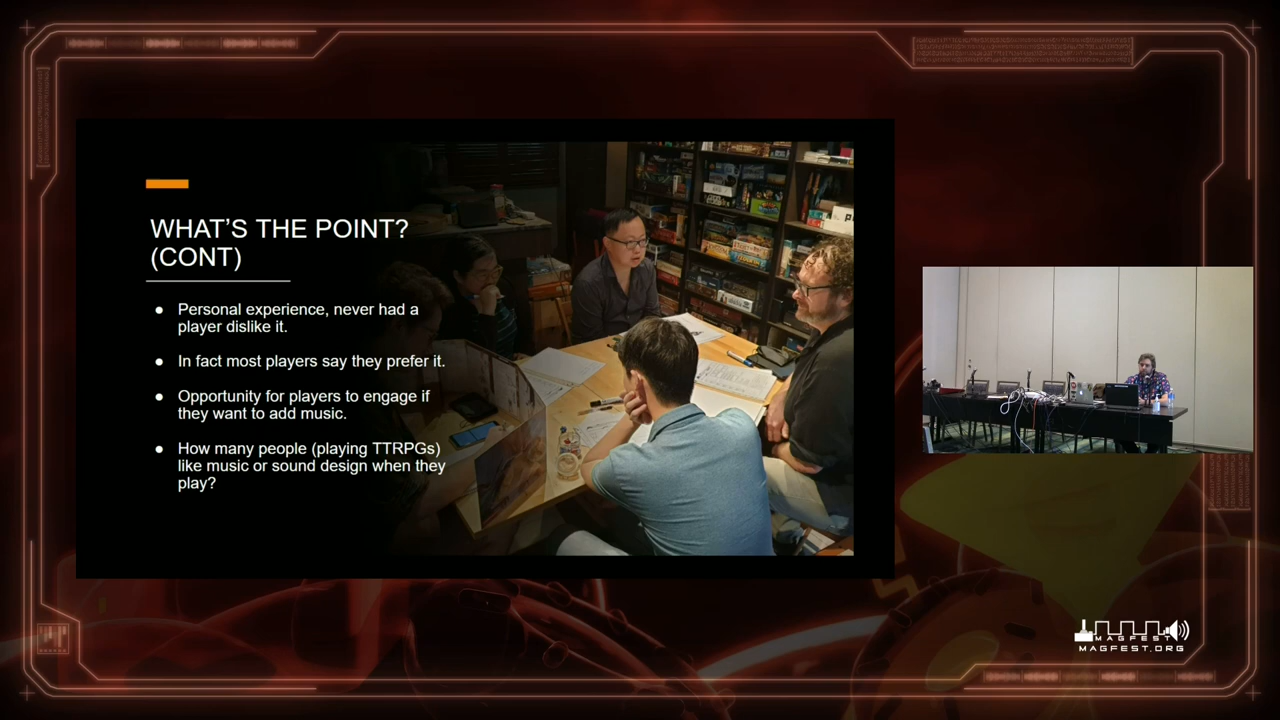 WHAT'S THE POINT?
(CONT)
● Personal experience, never had a
player dislike it.
● In fact most players say they prefer it.
● Opportunity for players to engage if
they want to add music.
● How many people (playing TTRPGs)
like music or sound design when they
play?
MAGFEST
MAGFEST.ORG